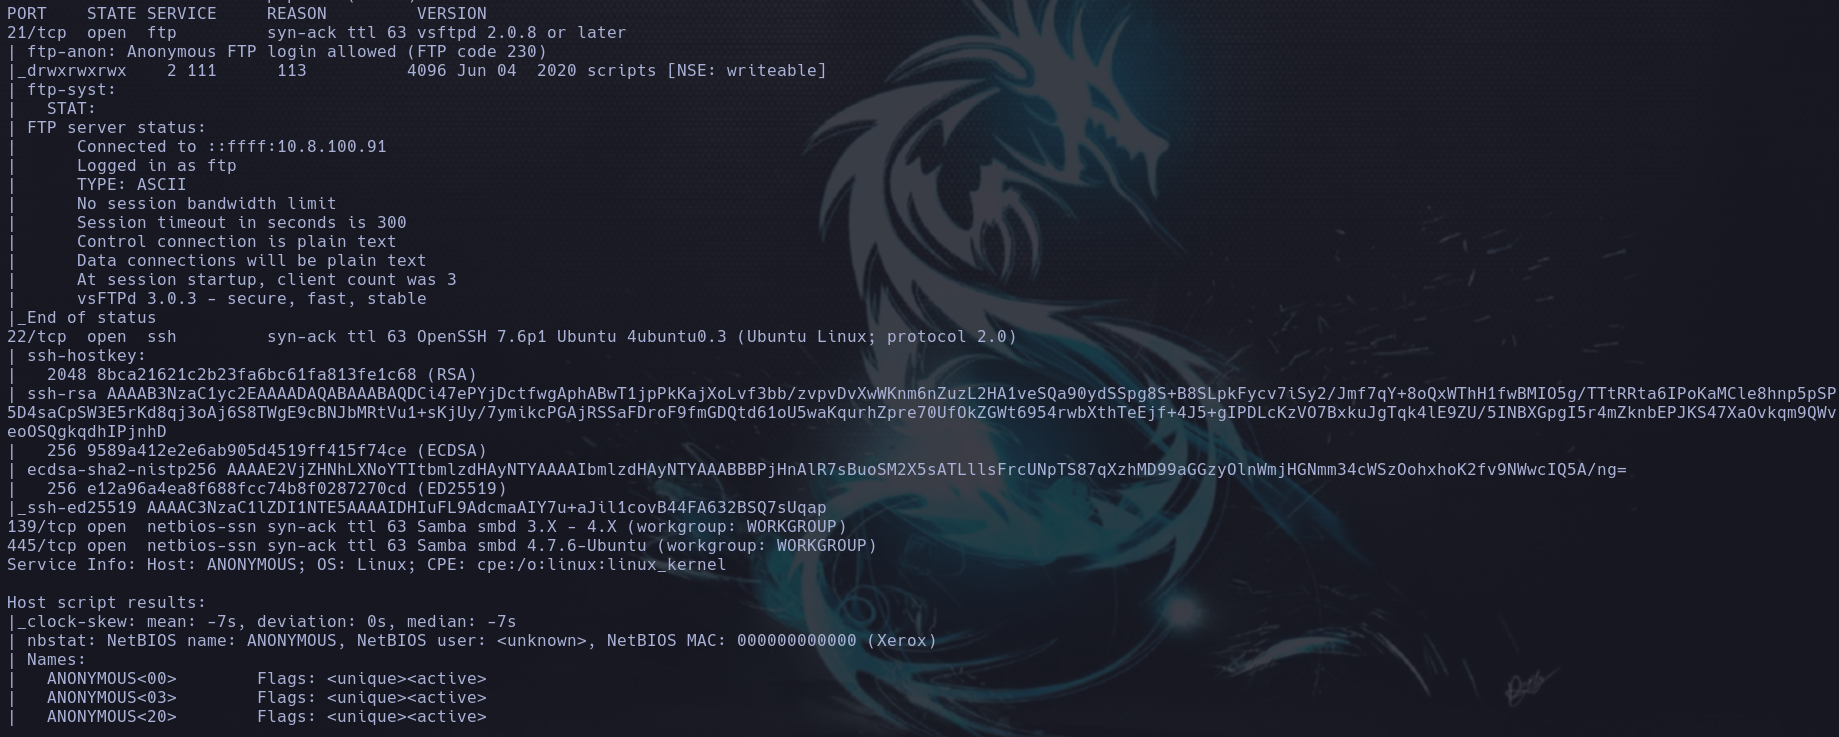 PORT    STATE SERVICE     REASON         VERSION
21/tcp  open  ftp         syn-ack ttl 63 vsftpd 2.0.8 or later
| ftp-anon: Anonymous FTP login allowed (FTP code 230)
|_drwxrwxrwx    2 111      113          4096 Jun 04  2020 scripts [NSE: writeable]
| ftp-syst:
|   STAT:
| FTP server status:
|      Connected to ::ffff:10.8.100.91
|      Logged in as ftp
|      TYPE: ASCII
|      No session bandwidth limit
|      Session timeout in seconds is 300
|      Control connection is plain text
|      Data connections will be plain text
|      At session startup, client count was 3
|      vsFTPd 3.0.3 - secure, fast, stable
|_End of status
22/tcp  open  ssh         syn-ack ttl 63 OpenSSH 7.6p1 Ubuntu 4ubuntu0.3 (Ubuntu Linux; protocol 2.0)
| ssh-hostkey:
|   2048 8bca21621c2b23fa6bc61fa813fe1c68 (RSA)
| ssh-rsa AAAAB3NzaC1yc2EAAAADAQABAAABAQDCi47ePYjDctfwgAphABwT1jpPkKajXoLvf3bb/zvpvDvXwWKnm6nZuzL2HA1veSQa90ydSSpg8S+B8SLpkFycv7iSy2/Jmf7qY+8oQxWThH1fwBMIO5g/TTtRRta6IPoKaMCle8hnp5pSP
5D4saCpSW3E5rKd8qj3oAj6S8TWgE9cBNJbMRtVu1+sKjUy/7ymikcPGAjRSSaFDroF9fmGDQtd61oU5waKqurhZpre70UfOkZGWt6954rwbXthTeEjf+4J5+gIPDLcKzVO7BxkuJgTqk4lE9ZU/5INBXGpgI5r4mZknbEPJKS47XaOvkqm9QWv
eoOSQgkqdhIPjnhD
|   256 9589a412e2e6ab905d4519ff415f74ce (ECDSA)
| ecdsa-sha2-nistp256 AAAAE2VjZHNhLXNoYTItbmlzdHAyNTYAAAAIbmlzdHAyNTYAAABBBPjHnAlR7sBuoSM2X5sATLllsFrcUNpTS87qXzhMD99aGGzyOlnWmjHGNmm34cWSzOohxhoK2fv9NWwcIQ5A/ng=
|   256 e12a96a4ea8f688fcc74b8f0287270cd (ED25519)
|_ssh-ed25519 AAAAC3NzaC1lZDI1NTE5AAAAIDHIuFL9AdcmaAIY7u+aJil1covB44FA632BSQ7sUqap
139/tcp open  netbios-ssn syn-ack ttl 63 Samba smbd 3.X - 4.X (workgroup: WORKGROUP)
445/tcp open  netbios-ssn syn-ack ttl 63 Samba smbd 4.7.6-Ubuntu (workgroup: WORKGROUP)
Service Info: Host: ANONYMOUS; OS: Linux; CPE: cpe:/o:linux:linux_kernel
Host script results:
|_clock-skew: mean: -7s, deviation: 0s, median: -7s
| nbstat: NetBIOS name: ANONYMOUS, NetBIOS user: <unknown>, NetBIOS MAC: 000000000000 (Xerox)
| Names:
|   ANONYMOUS<00>        Flags: <unique><active>
|   ANONYMOUS<03>        Flags: <unique><active>
|   ANONYMOUS<20>        Flags: <unique><active>